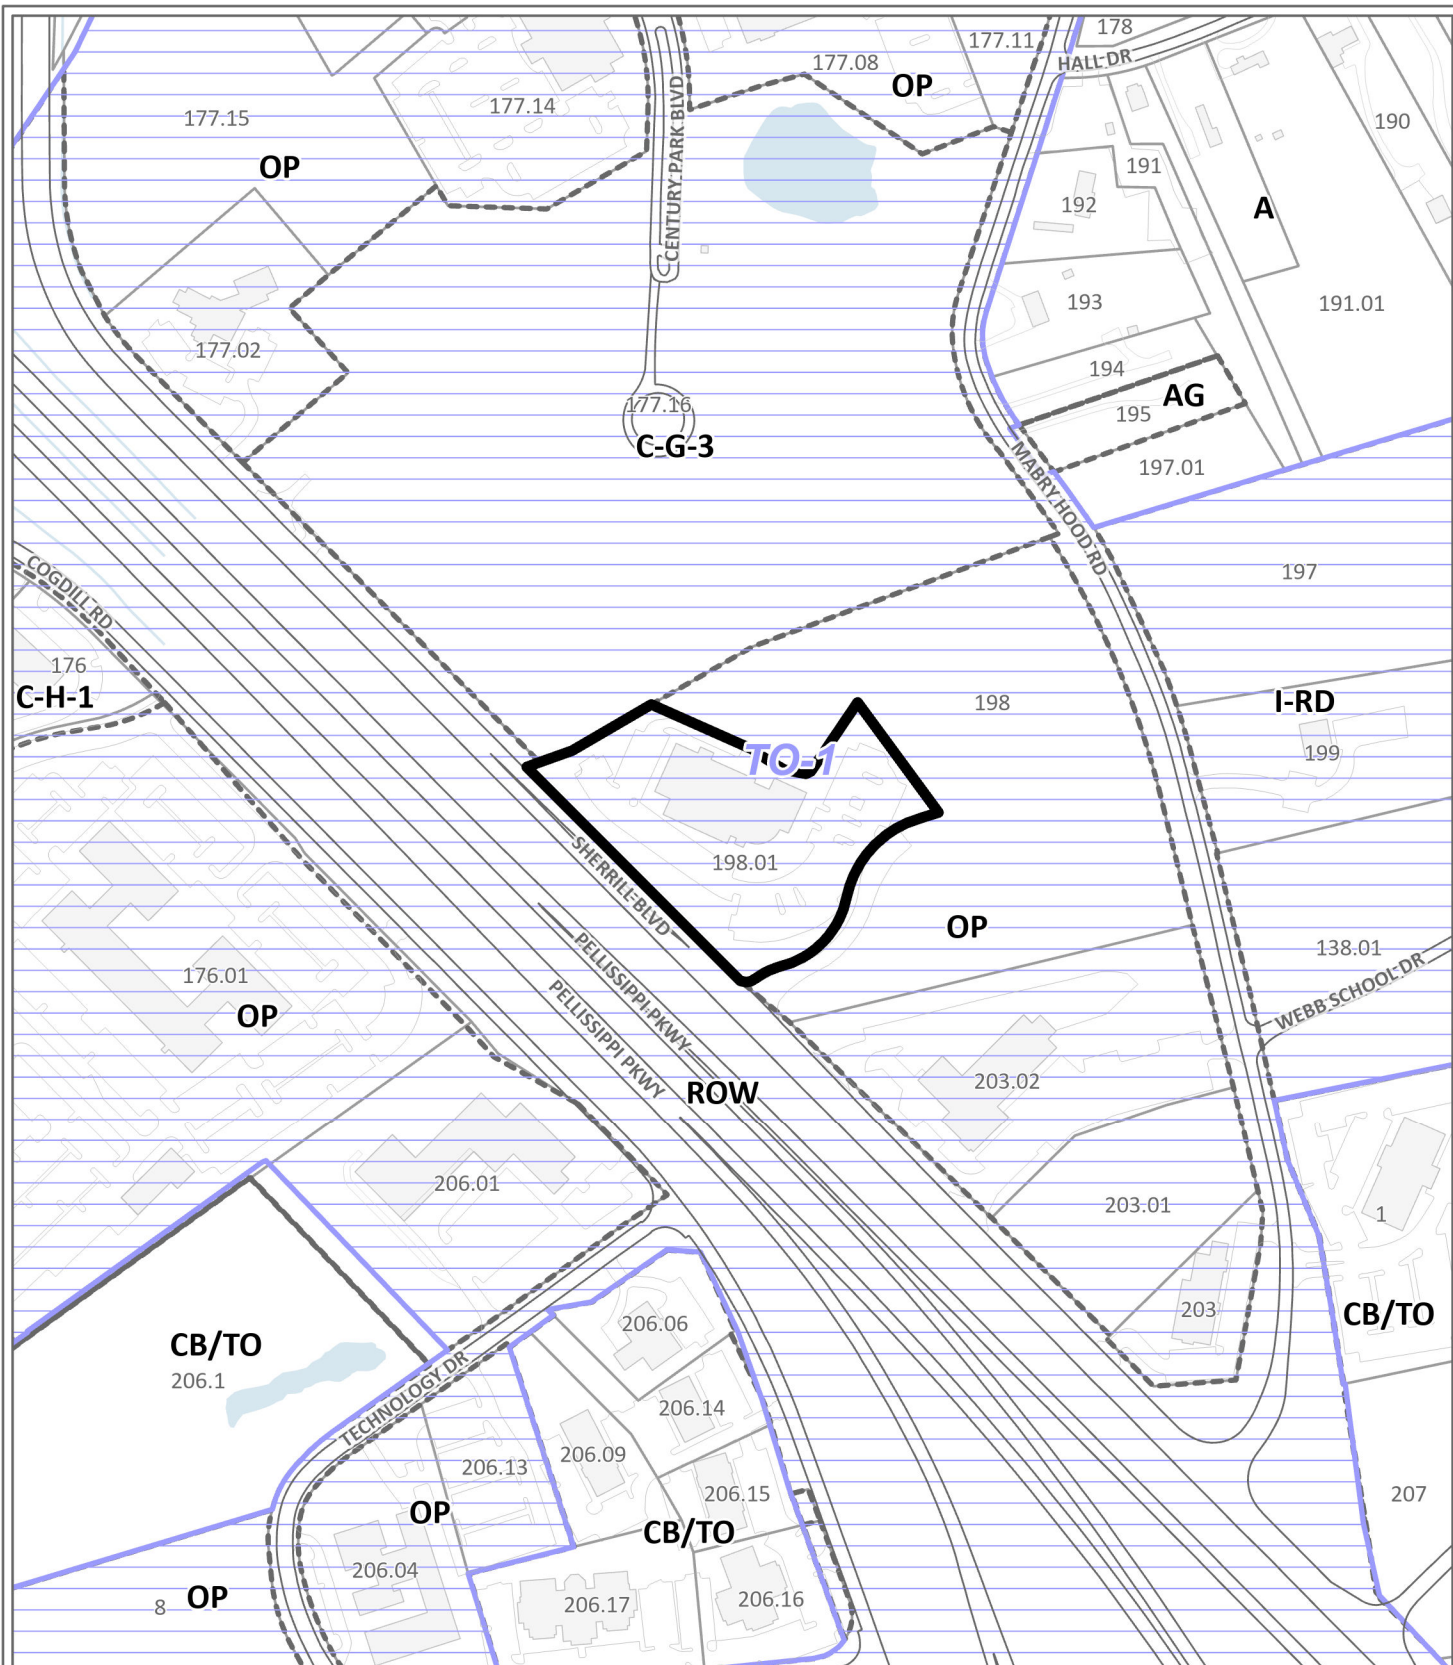 178
177.11
HALL DR
177.08
OP
177.15
177.14
CENTURY PARK BLVD
190
OP
191
192
A
193
191.01
177.02
194
AG
195
177.16
C-G-3
197.01
MABRY HOOD RD
COGDILL RD
197
176
C-H-1
198
I-RD
TO-1
199
198.01
SHERRILL BLVD
OP
PELLISSIPPI PKWY
138.01
WEBB SCHOOL DR
176.01
OP
PELLISSIPPI PKWY
ROW
203.02
206.01
203.01
1
203
CB/TO
206.06
CB/TO
206.1
TECHNOLOGY DR
206.14
206.09
206.13
206.15
207
OP
CB/TO
206.04
OP
8
206.17
206.16